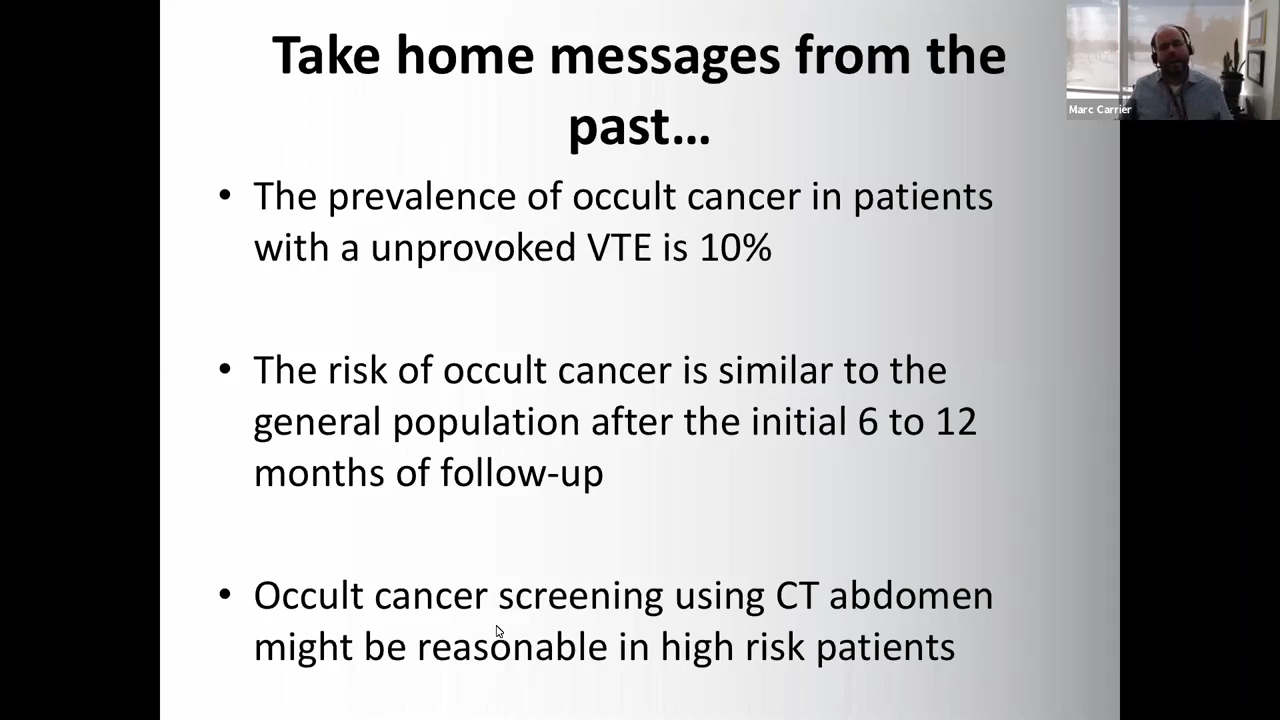 Take home messages from the
past...
Marc Carrier
• The prevalence of occult cancer in patients
with a unprovoked VTE is 10%
• The risk of occult cancer is similar to the
general population after the initial 6 to 12
months of follow-up
• Occult cancer screening using CT abdomen
might be reasonable in high risk patients